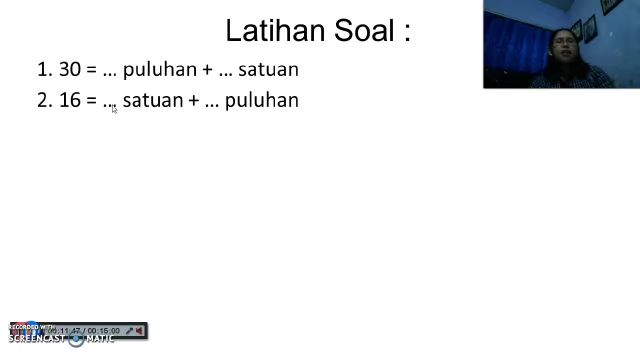 Latihan Soal :
1. 30 = ... puluhan + ... satuan
2. 16 = ... satuan + ... puluhan
RECORDED WITH
00:11:47 / 00:15:00
SCREENCAST MATIC